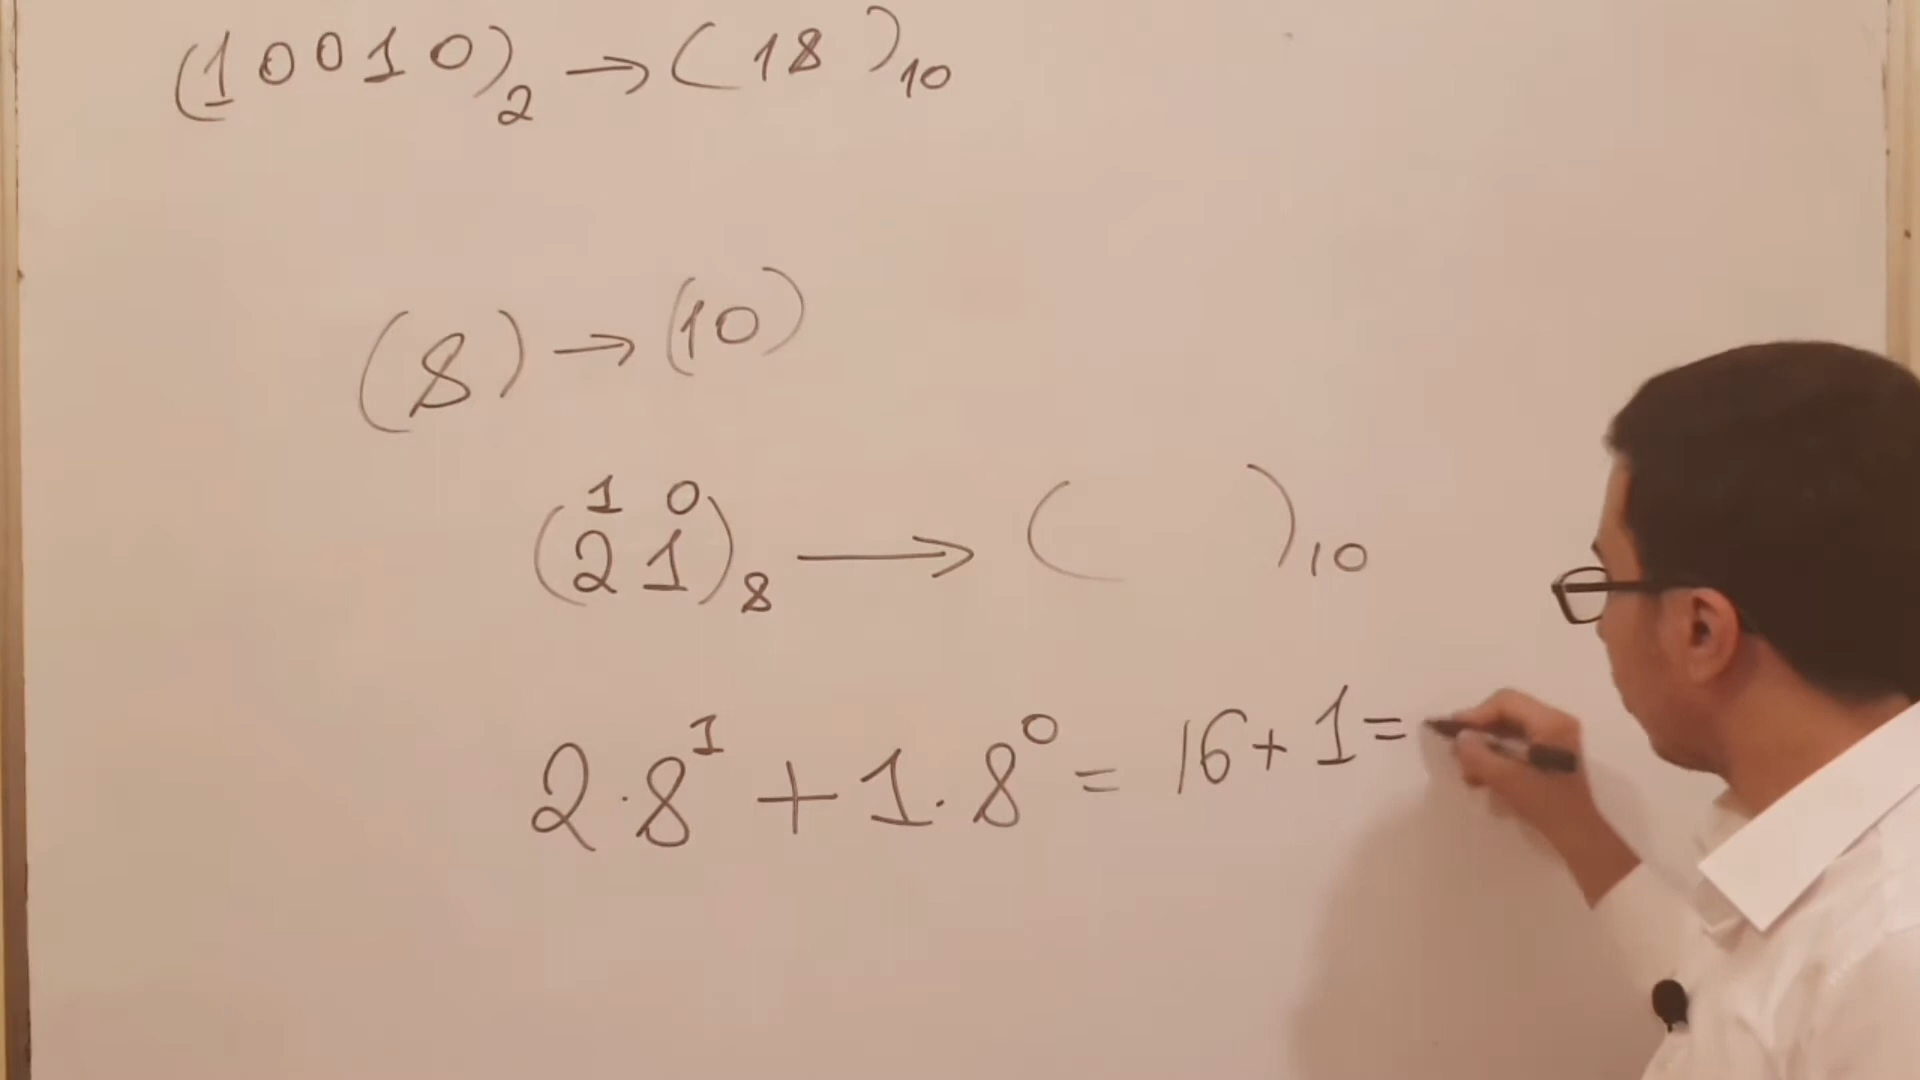 (10010)₂ → (18)₁₀
(8) → (10)
1 0
(21)₈ → ( )₁₀
2·8¹ + 1·8⁰ = 16 + 1 =